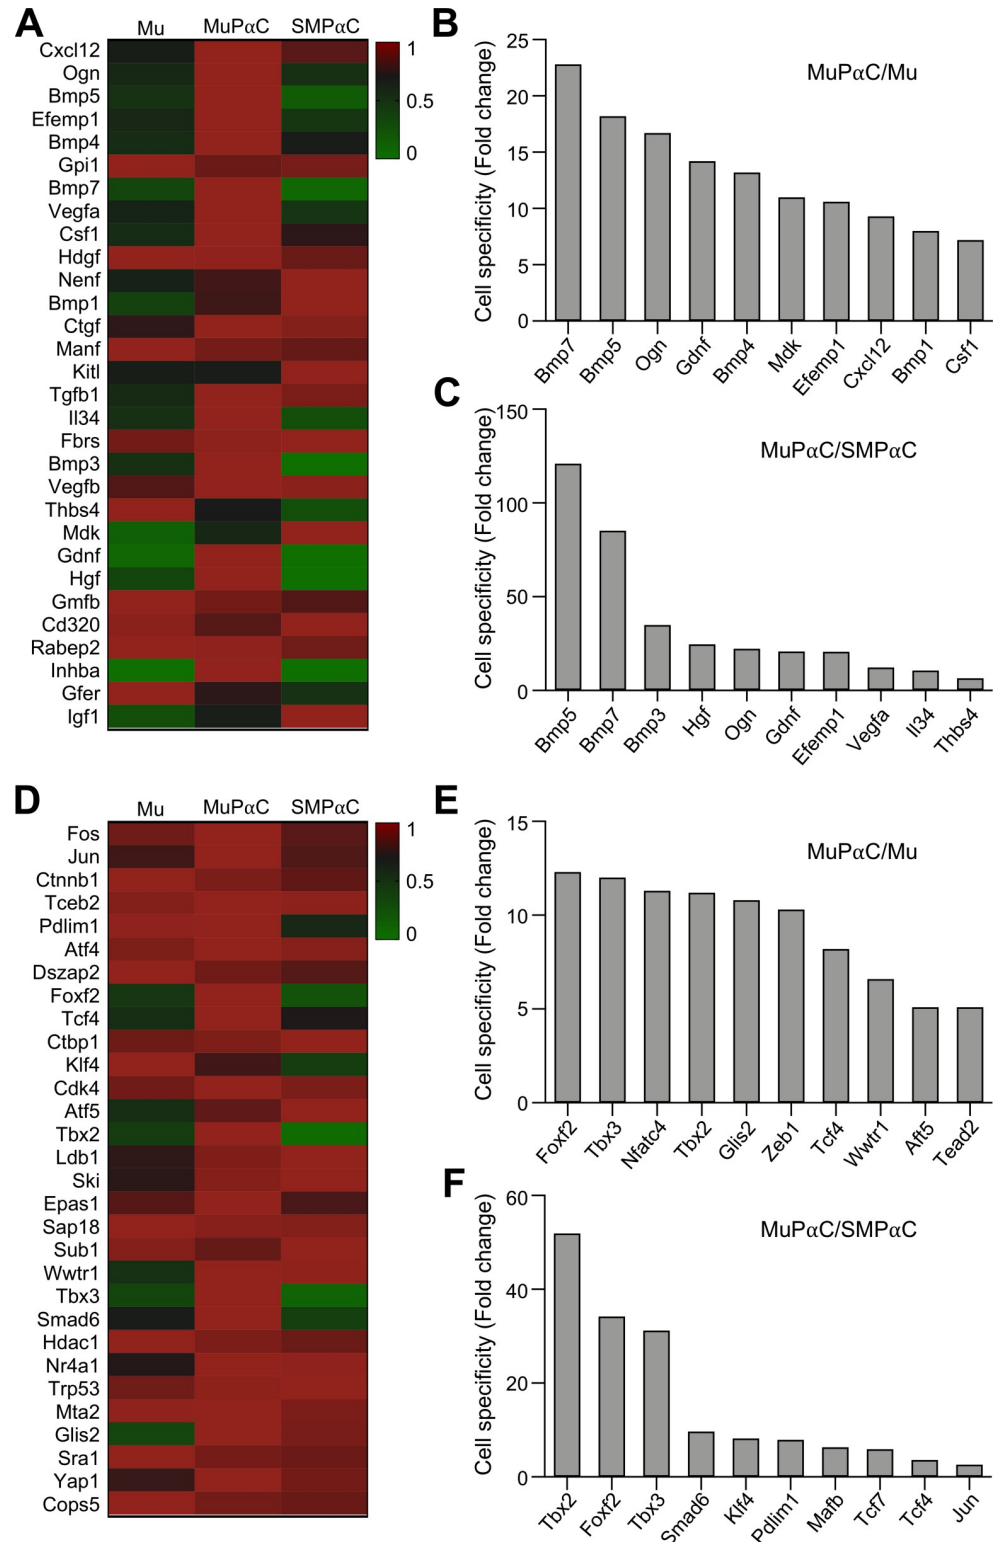 A
Mu MuPαC SMPαC
Cxcl12
Ogn
Bmp5
Efemp1
Bmp4
Gpi1
Bmp7
Vegfa
Csf1
Hdgf
Nenf
Bmp1
Ctgf
Manf
Kitl
Tgfb1
Il34
Fbrs
Bmp3
Vegfb
Thbs4
Mdk
Gdnf
Hgf
Gmfb
Cd320
Rabep2
Inhba
Gfer
Igf1
1
0.5
0
B
MuPαC/Mu
Cell specificity (Fold change)
25
20
15
10
5
0
Bmp7 Bmp5 Ogn Gdnf Bmp4 Mdk Efemp1 Cxcl12 Bmp1 Csf1
C
MuPαC/SMPαC
Cell specificity (Fold change)
150
100
50
0
Bmp5 Bmp7 Bmp3 Hgf Ogn Gdnf Efemp1 Vegfa Il34 Thbs4
D
Mu MuPαC SMPαC
Fos
Jun
Ctnnb1
Tceb2
Pdlim1
Atf4
Dszap2
Foxf2
Tcf4
Ctbp1
Klf4
Cdk4
Atf5
Tbx2
Ldb1
Ski
Epas1
Sap18
Sub1
Wwtr1
Tbx3
Smad6
Hdac1
Nr4a1
Trp53
Mta2
Glis2
Sra1
Yap1
Cops5
1
0.5
0
E
MuPαC/Mu
Cell specificity (Fold change)
15
10
5
0
Foxf2 Tbx3 Nfatc4 Tbx2 Glis2 Zeb1 Tcf4 Wwtr1 Aft5 Tead2
F
MuPαC/SMPαC
Cell specificity (Fold change)
60
40
20
0
Tbx2 Foxf2 Tbx3 Smad6 Klf4 Pdlim1 Mafb Tcf7 Tcf4 Jun